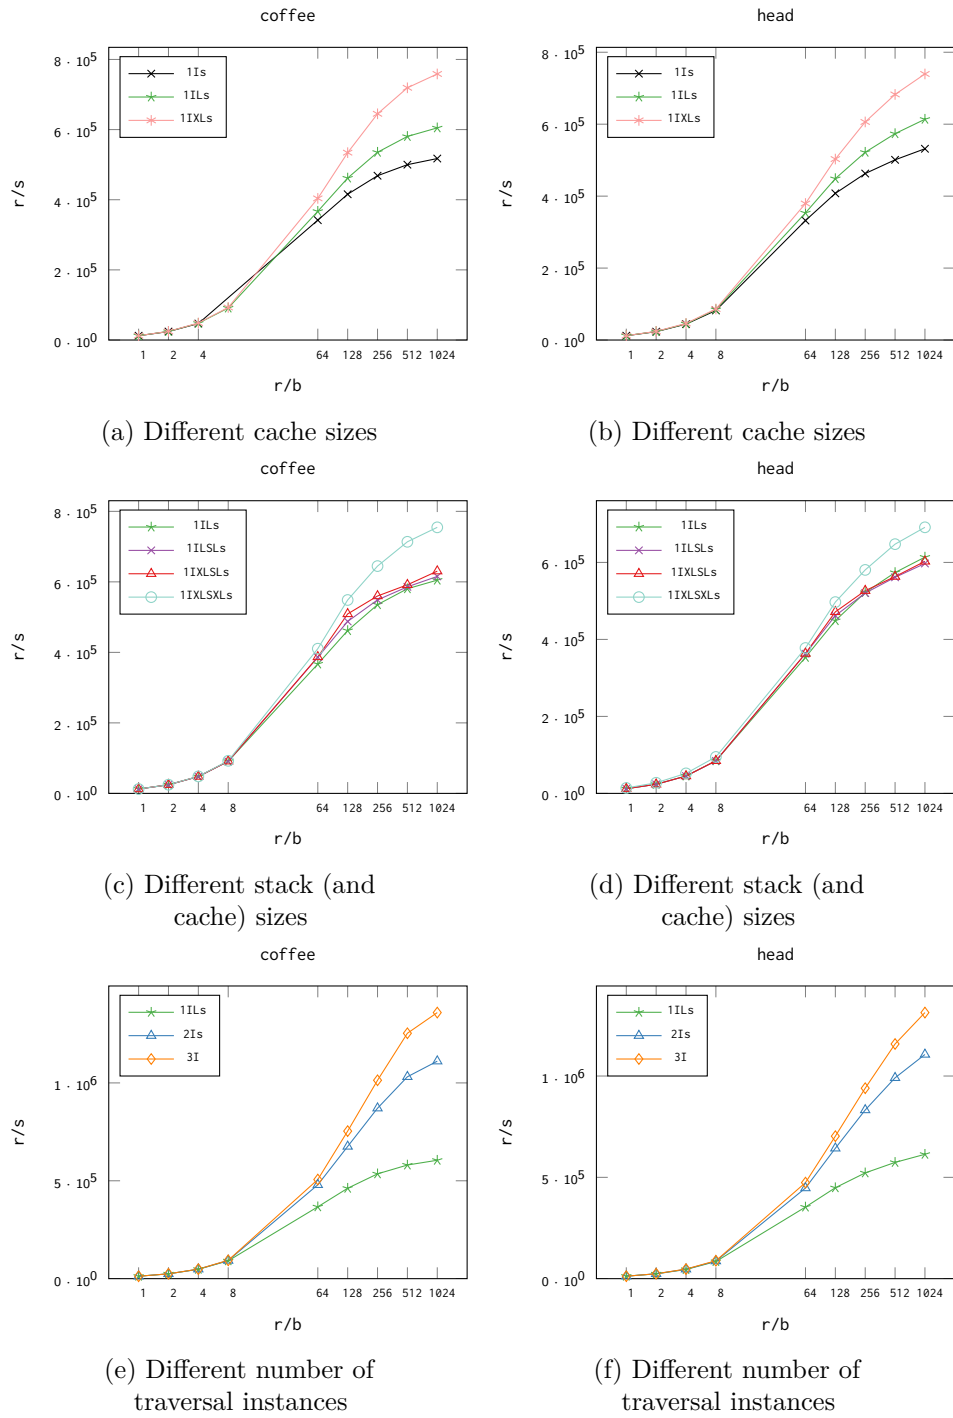 coffee
8 · 10^5
6 · 10^5
4 · 10^5
2 · 10^5
0 · 10^0
r/s
1Is
1ILs
1IXLs
1 2 4 64 128 256 512 1024
r/b
(a) Different cache sizes
head
8 · 10^5
6 · 10^5
4 · 10^5
2 · 10^5
0 · 10^0
r/s
1Is
1ILs
1IXLs
1 2 4 8 64 128 256 512 1024
r/b
(b) Different cache sizes
coffee
8 · 10^5
6 · 10^5
4 · 10^5
2 · 10^5
0 · 10^0
r/s
1ILs
1ILSLs
1IXLSLs
1IXLSXLs
1 2 4 8 64 128 256 512 1024
r/b
(c) Different stack (and
cache) sizes
head
6 · 10^5
4 · 10^5
2 · 10^5
0 · 10^0
r/s
1ILs
1ILSLs
1IXLSLs
1IXLSXLs
1 2 4 8 64 128 256 512 1024
r/b
(d) Different stack (and
cache) sizes
coffee
1 · 10^6
5 · 10^5
0 · 10^0
r/s
1ILs
2Is
3I
1 2 4 8 64 128 256 512 1024
r/b
(e) Different number of
traversal instances
head
1 · 10^6
5 · 10^5
0 · 10^0
r/s
1ILs
2Is
3I
1 2 4 8 64 128 256 512 1024
r/b
(f) Different number of
traversal instances